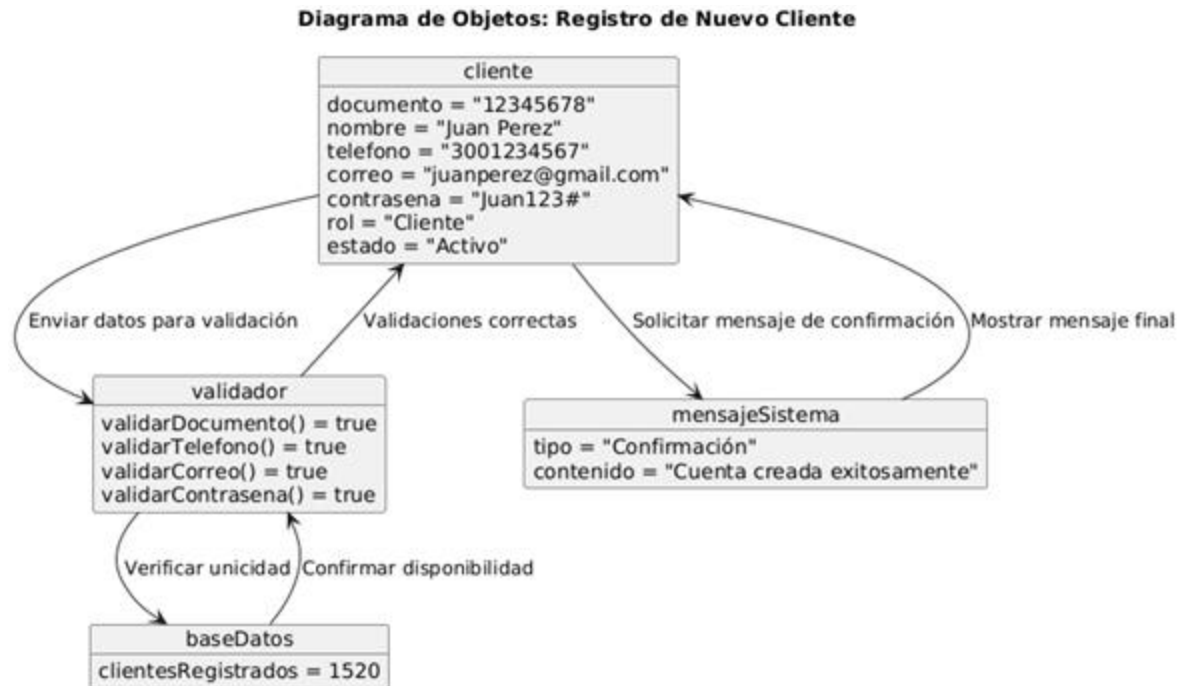 Diagrama de Objetos: Registro de Nuevo Cliente
cliente
documento = "12345678"
nombre = "Juan Perez"
telefono = "3001234567"
correo = "juanperez@gmail.com"
contrasena = "Juan123#"
rol = "Cliente"
estado = "Activo"
Enviar datos para validación
Validaciones correctas
Solicitar mensaje de confirmación
Mostrar mensaje final
validador
validarDocumento() = true
validarTelefono() = true
validarCorreo() = true
validarContrasena() = true
mensajeSistema
tipo = "Confirmación"
contenido = "Cuenta creada exitosamente"
Verificar unicidad
Confirmar disponibilidad
baseDatos
clientesRegistrados = 1520